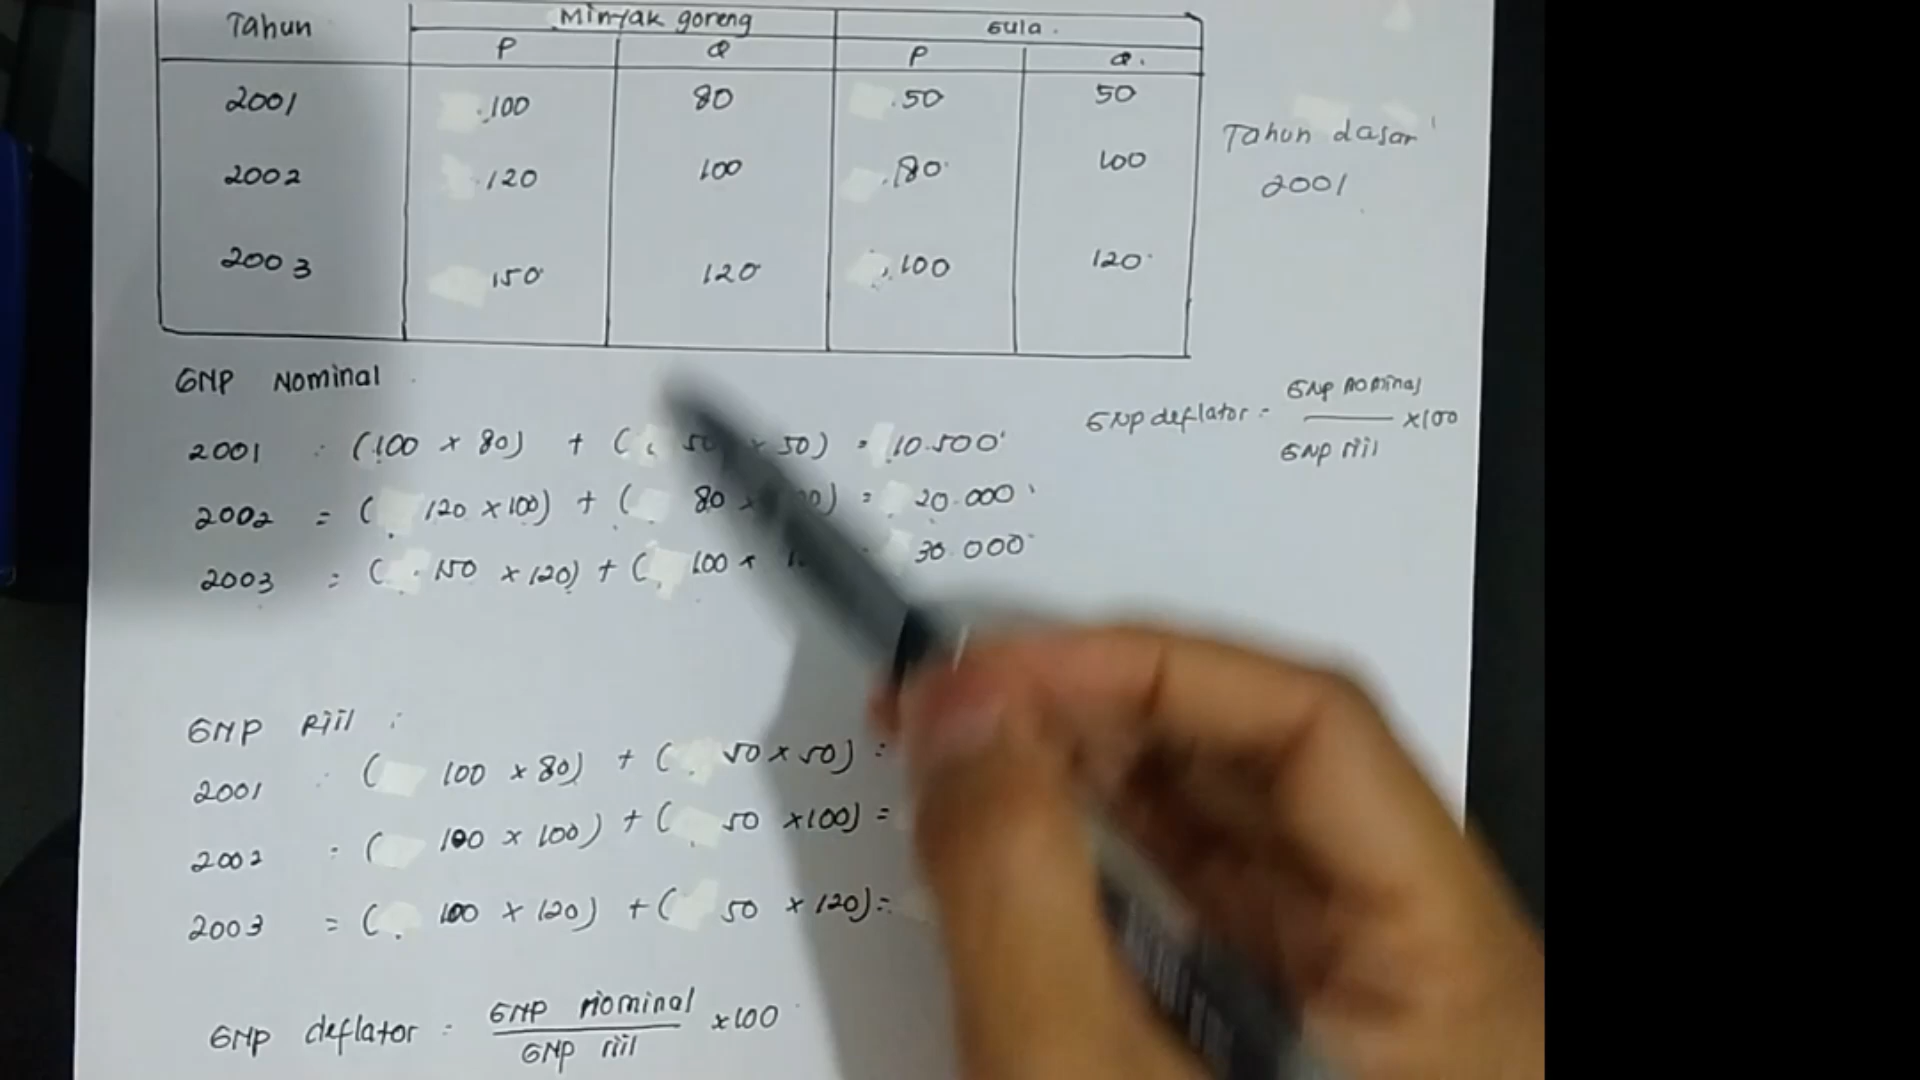 Tahun Minyak goreng Gula.
P Q P Q.
2001 100 80 50 50
2002 120 100 80 100
2003 150 120 100 120
Tahun dasar
2001
GNP Nominal
2001 : (100 x 80) + ( 50 x 50) = 10.500
2002 = ( 120 x 100) + ( 80 x = 20.000
2003 = ( 150 x 120) + ( 100 x 30.000
GNP deflator = GNP nominal x100
GNP riil
GNP Riil :
2001 : ( 100 x 80) + ( 50 x 50) =
2002 = ( 100 x 100) + ( 50 x 100) =
2003 = ( 100 x 120) + ( 50 x 120) =
GNP deflator = GNP nominal x100
GNP riil